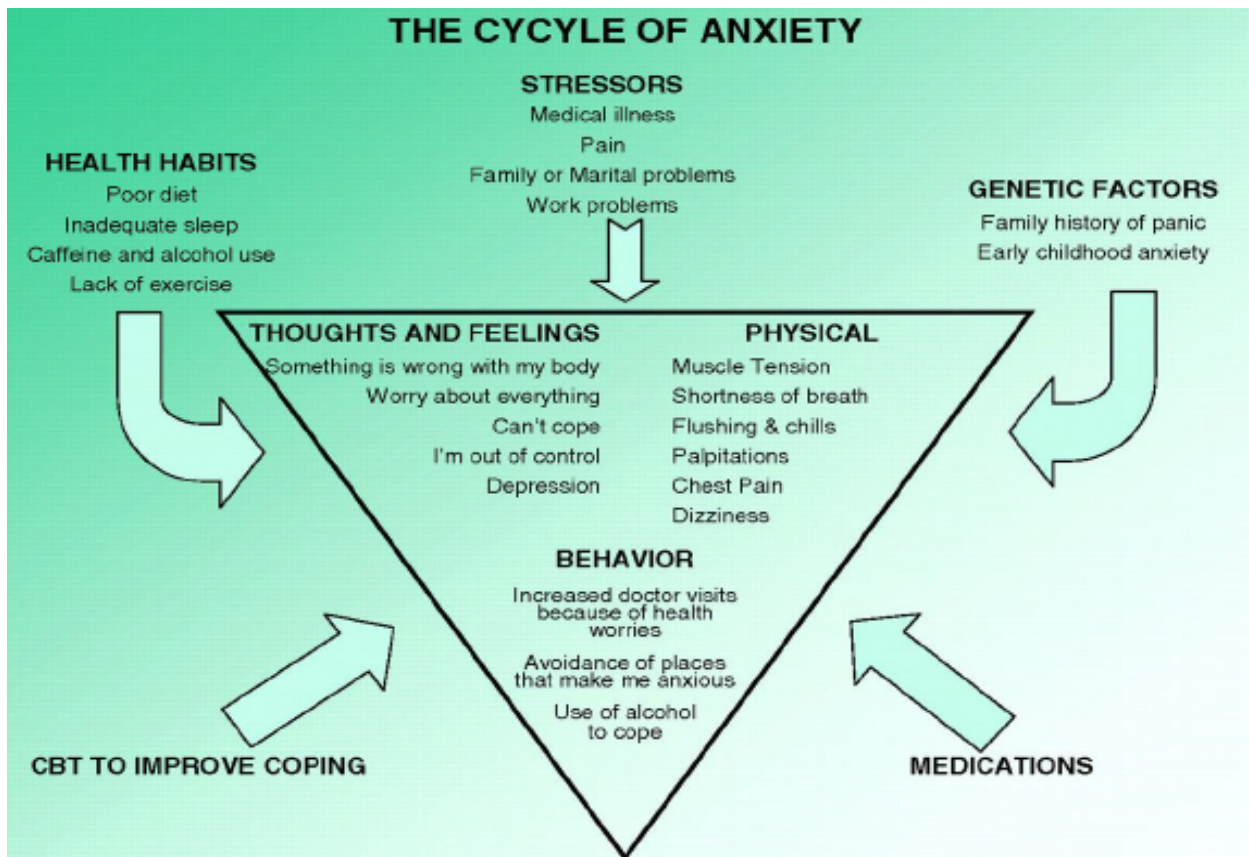 THE CYCYLE OF ANXIETY
STRESSORS
Medical illness
Pain
Family or Marital problems
Work problems
HEALTH HABITS
Poor diet
Inadequate sleep
Caffeine and alcohol use
Lack of exercise
GENETIC FACTORS
Family history of panic
Early childhood anxiety
THOUGHTS AND FEELINGS
Something is wrong with my body
Worry about everything
Can't cope
I'm out of control
Depression
PHYSICAL
Muscle Tension
Shortness of breath
Flushing & chills
Palpitations
Chest Pain
Dizziness
BEHAVIOR
Increased doctor visits
because of health
worries
Avoidance of places
that make me anxious
Use of alcohol
to cope
CBT TO IMPROVE COPING
MEDICATIONS